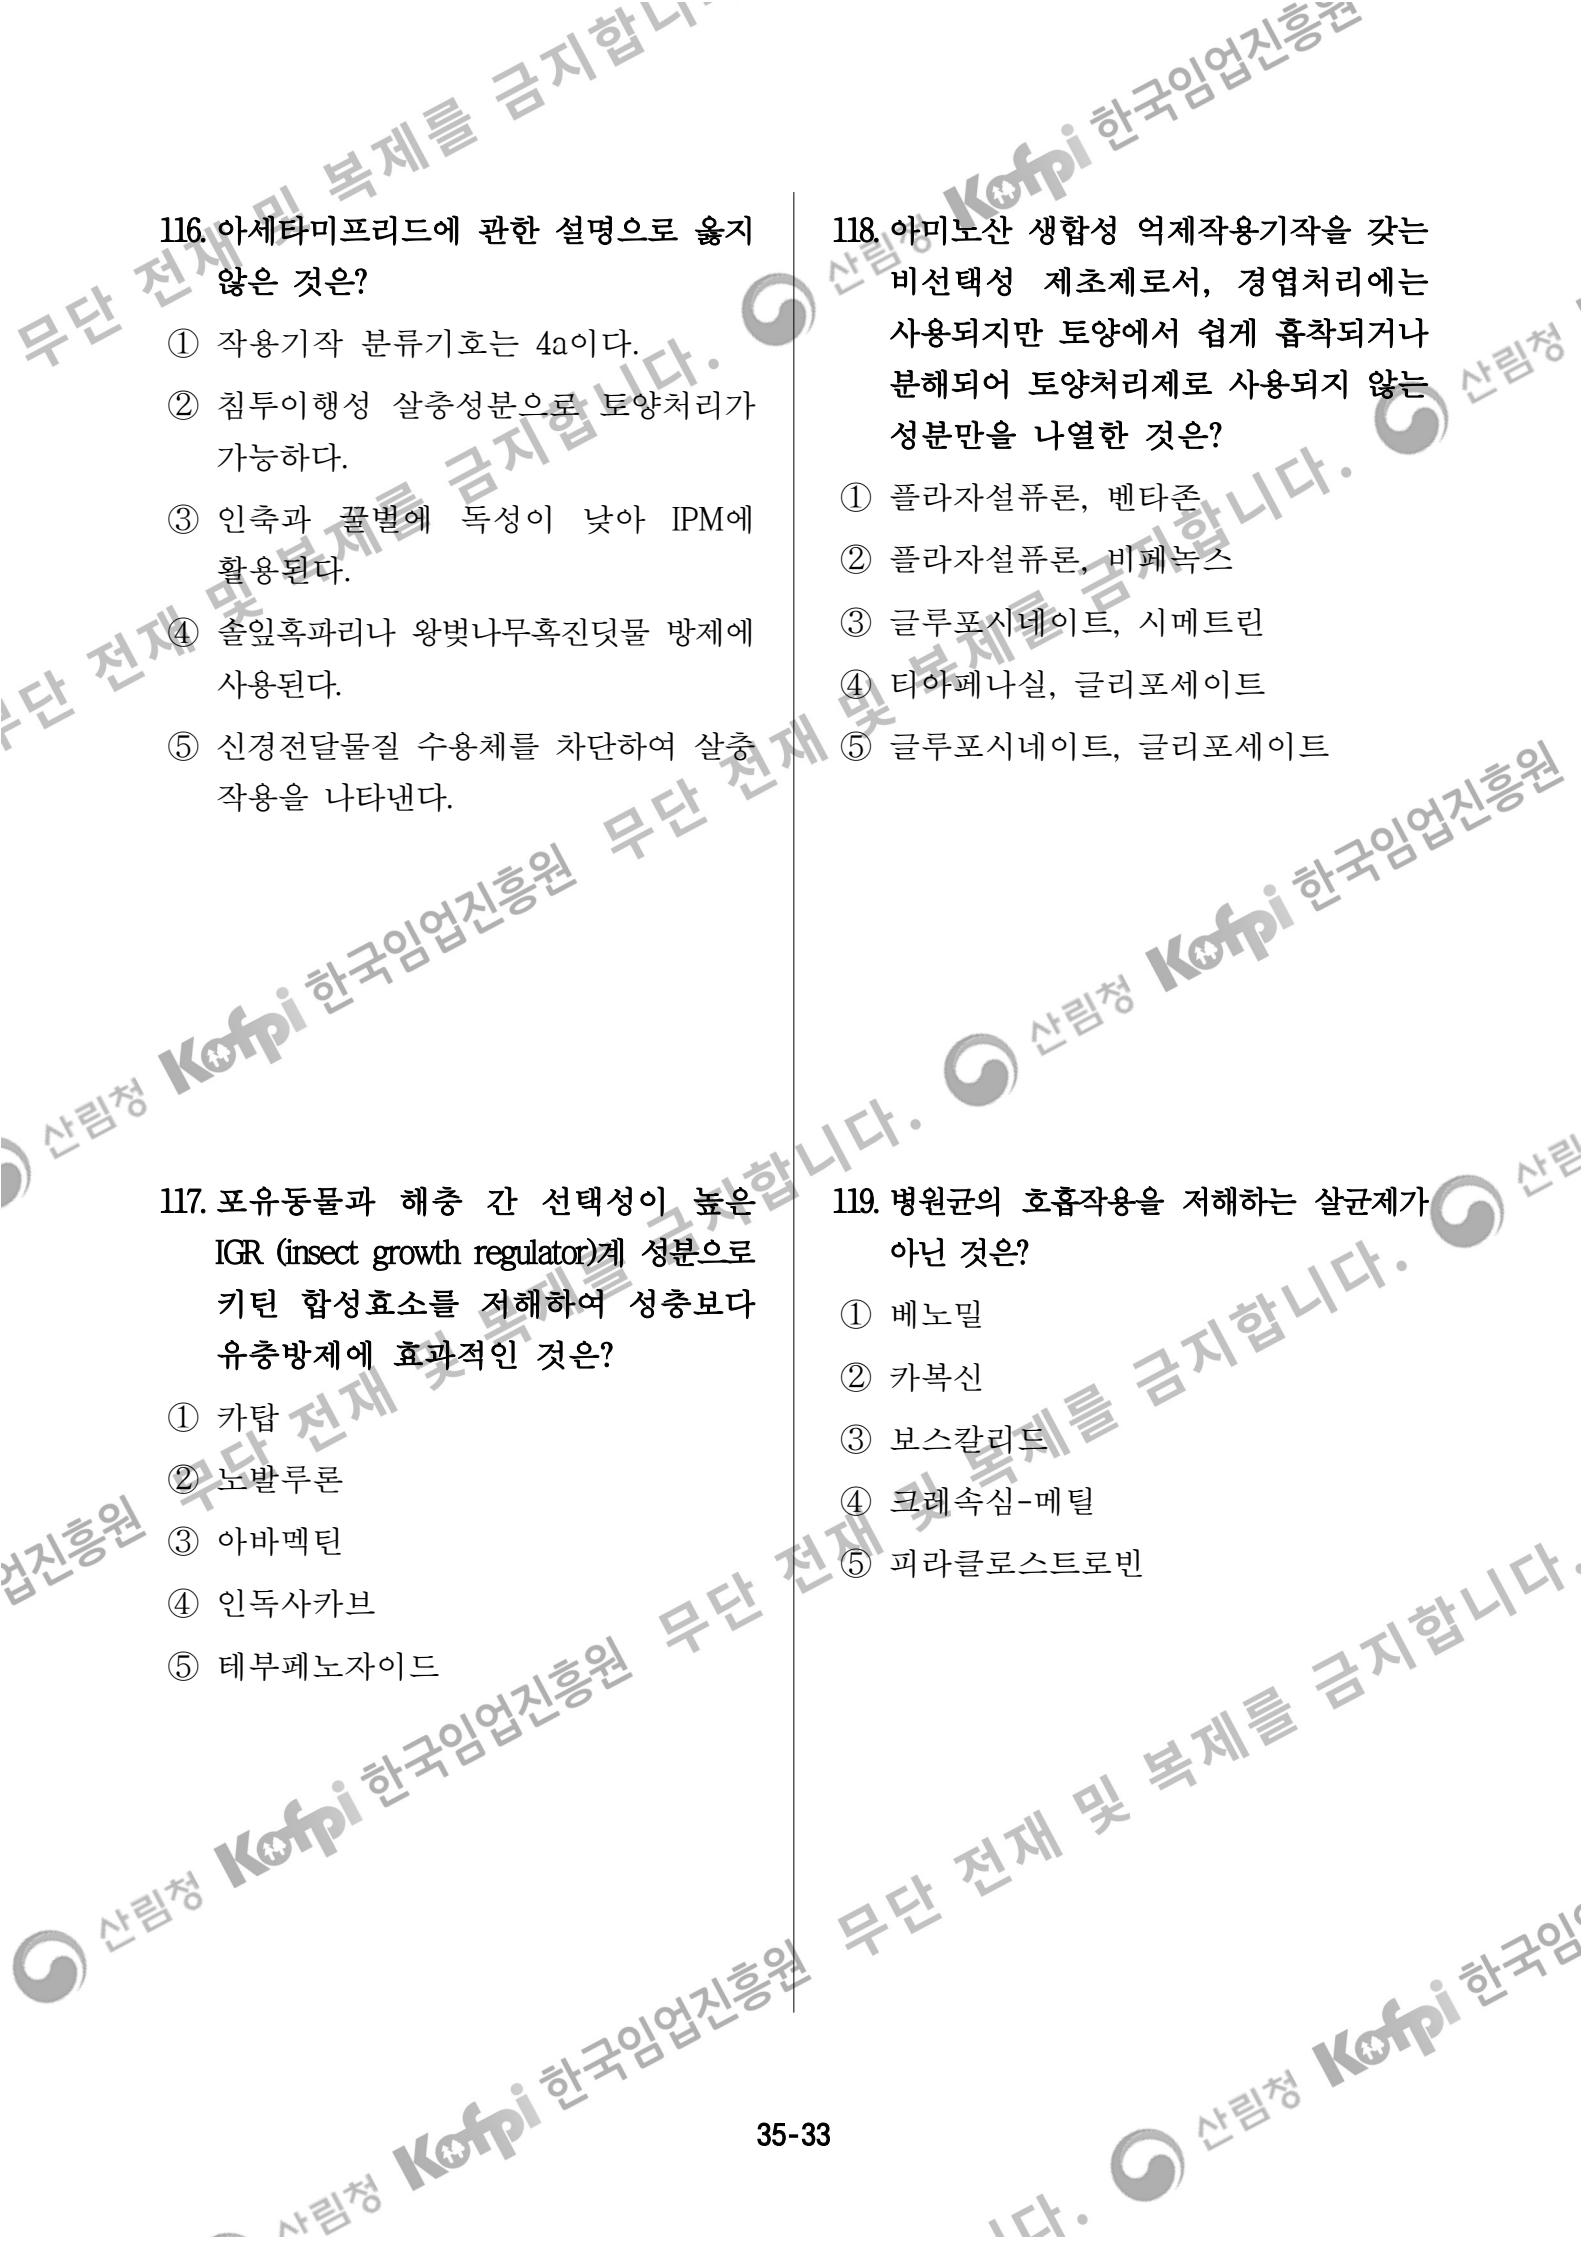 116. 아세타미프리드에 관한 설명으로 옳지
않은 것은?
① 작용기작 분류기호는 4a이다.
② 침투이행성 살충성분으로 토양처리가
가능하다.
③ 인축과 꿀벌에 독성이 낮아 IPM에
활용된다.
④ 솔잎혹파리나 왕벚나무혹진딧물 방제에
사용된다.
⑤ 신경전달물질 수용체를 차단하여 살충
작용을 나타낸다.
117. 포유동물과 해충 간 선택성이 높은
IGR (insect growth regulator)계 성분으로
키틴 합성효소를 저해하여 성충보다
유충방제에 효과적인 것은?
① 카탑
② 노발루론
③ 아바멕틴
④ 인독사카브
⑤ 테부페노자이드
118. 아미노산 생합성 억제작용기작을 갖는
비선택성 제초제로서, 경엽처리에는
사용되지만 토양에서 쉽게 흡착되거나
분해되어 토양처리제로 사용되지 않는
성분만을 나열한 것은?
① 플라자설퓨론, 벤타존
② 플라자설퓨론, 비페녹스
③ 글루포시네이트, 시메트린
④ 티아페나실, 글리포세이트
⑤ 글루포시네이트, 글리포세이트
119. 병원균의 호흡작용을 저해하는 살균제가
아닌 것은?
① 베노밀
② 카복신
③ 보스칼리드
④ 크레속심-메틸
⑤ 피라클로스트로빈
35-33
무단 전재 및 복제를 금지합니다.
산림청 Kofpi 한국임업진흥원